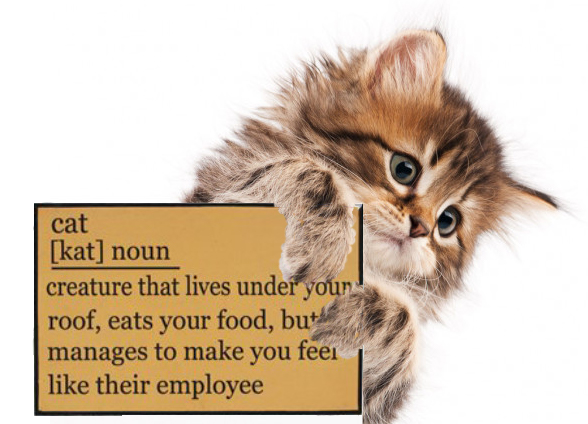 cat
[kat] noun
creature that lives under your
roof, eats your food, but
manages to make you feel
like their employee